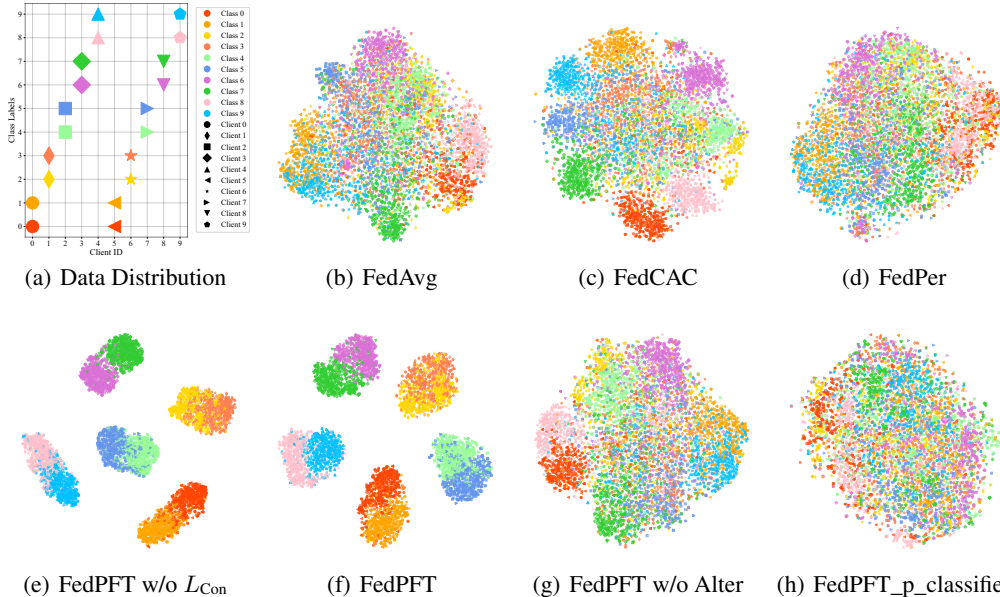 Class Labels
9
8
7
6
5
4
3
2
1
0
0 1 2 3 4 5 6 7 8 9
Client ID
Class 0
Class 1
Class 2
Class 3
Class 4
Class 5
Class 6
Class 7
Class 8
Class 9
Client 0
Client 1
Client 2
Client 3
Client 4
Client 5
Client 6
Client 7
Client 8
Client 9
(a) Data Distribution
(b) FedAvg
(c) FedCAC
(d) FedPer
(e) FedPFT w/o L_Con
(f) FedPFT
(g) FedPFT w/o Alter
(h) FedPFT_p_classifie